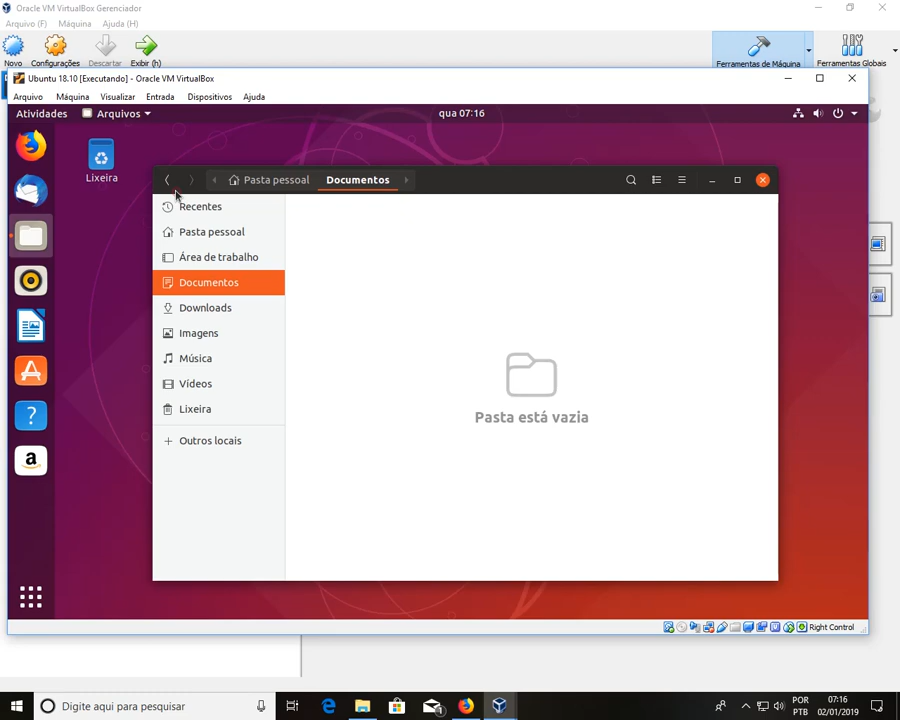 Oracle VM VirtualBox Gerenciador
Arquivo (F) Máquina Ajuda (H)
Novo Configurações Descartar Exibir (h) Ferramentas de Máquina Ferramentas Globais
Ubuntu 18.10 [Executando] - Oracle VM VirtualBox
Arquivo Máquina Visualizar Entrada Dispositivos Ajuda
Atividades Arquivos qua 07:16
Lixeira
Pasta pessoal Documentos
Recentes
Pasta pessoal
Área de trabalho
Documentos
Downloads
Imagens
Música
Vídeos
Lixeira
+ Outros locais
Pasta está vazia
Right Control
Digite aqui para pesquisar
POR
PTB
07:16
02/01/2019